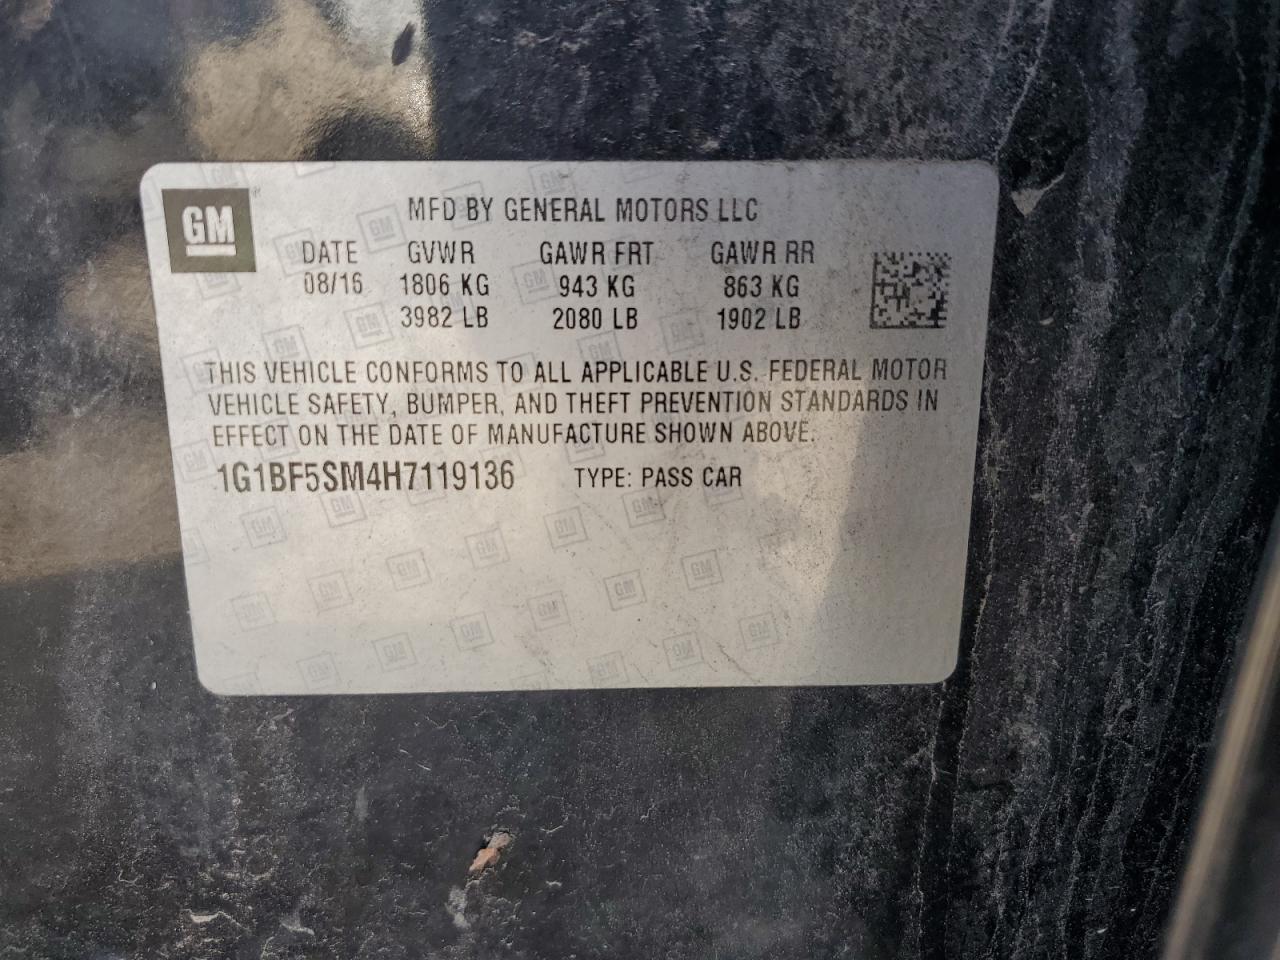 GM
MFD BY GENERAL MOTORS LLC
DATE GVWR GAWR FRT GAWR RR
08/16 1806 KG 943 KG 863 KG
3982 LB 2080 LB 1902 LB
THIS VEHICLE CONFORMS TO ALL APPLICABLE U.S. FEDERAL MOTOR
VEHICLE SAFETY, BUMPER, AND THEFT PREVENTION STANDARDS IN
EFFECT ON THE DATE OF MANUFACTURE SHOWN ABOVE.
1G1BF5SM4H7119136 TYPE: PASS CAR